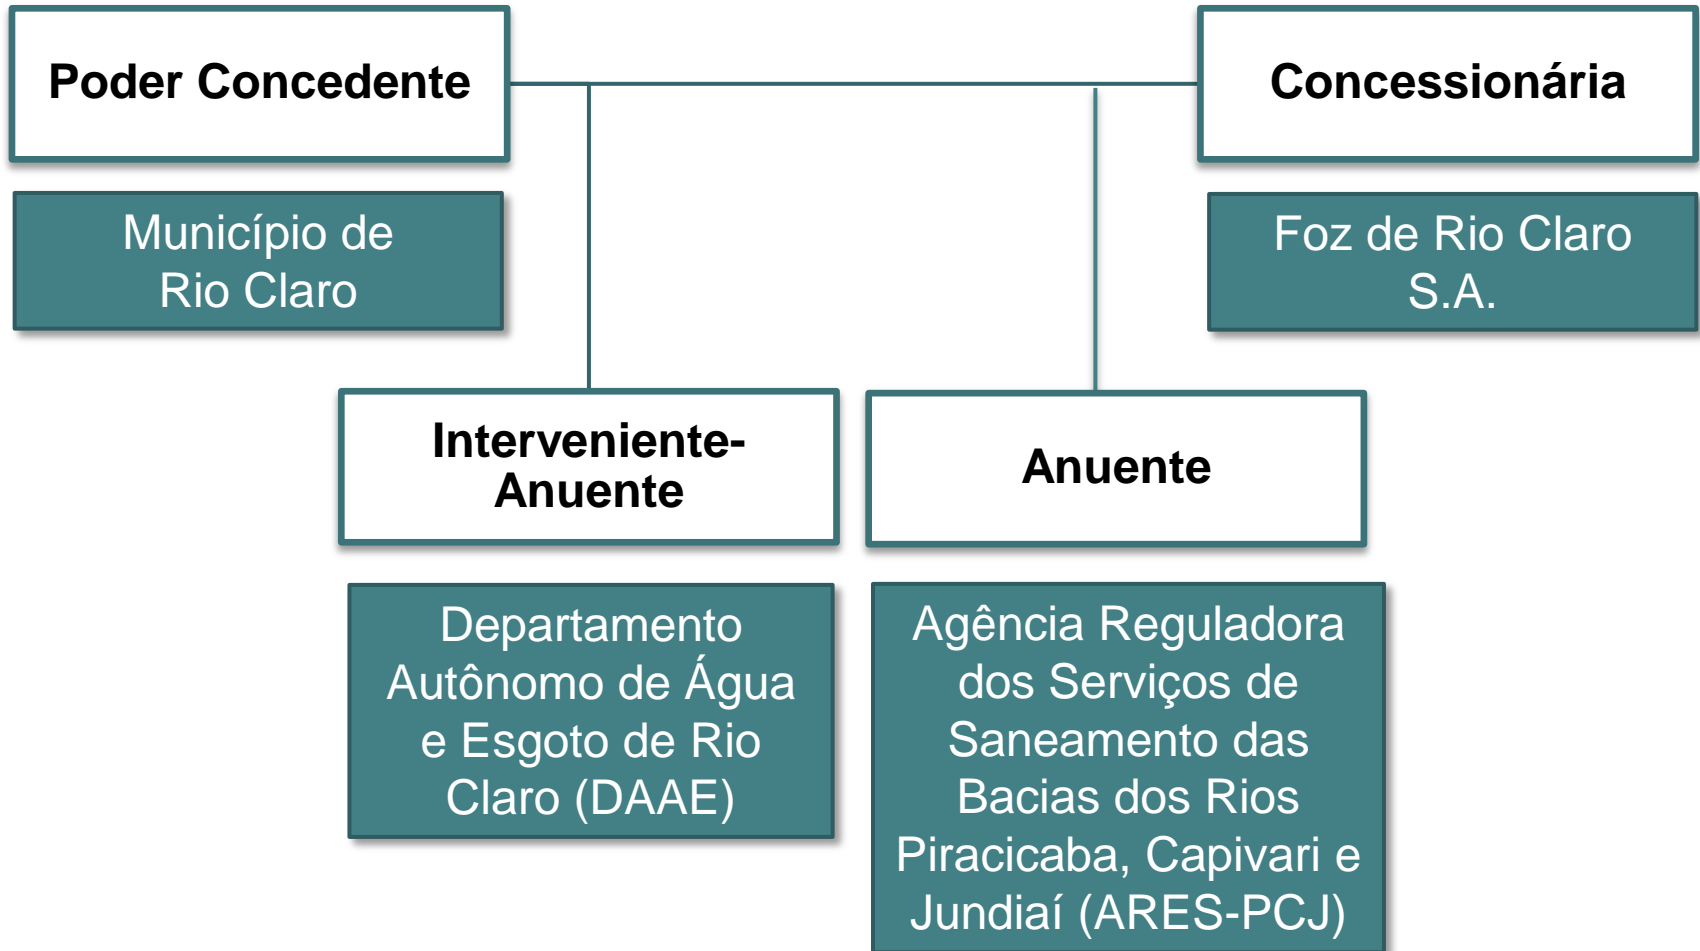 Poder Concedente
Concessionária
Município de
Rio Claro
Foz de Rio Claro
S.A.
Interveniente-
Anuente
Anuente
Departamento
Autônomo de Água
e Esgoto de Rio
Claro (DAAE)
Agência Reguladora
dos Serviços de
Saneamento das
Bacias dos Rios
Piracicaba, Capivari e
Jundiaí (ARES-PCJ)